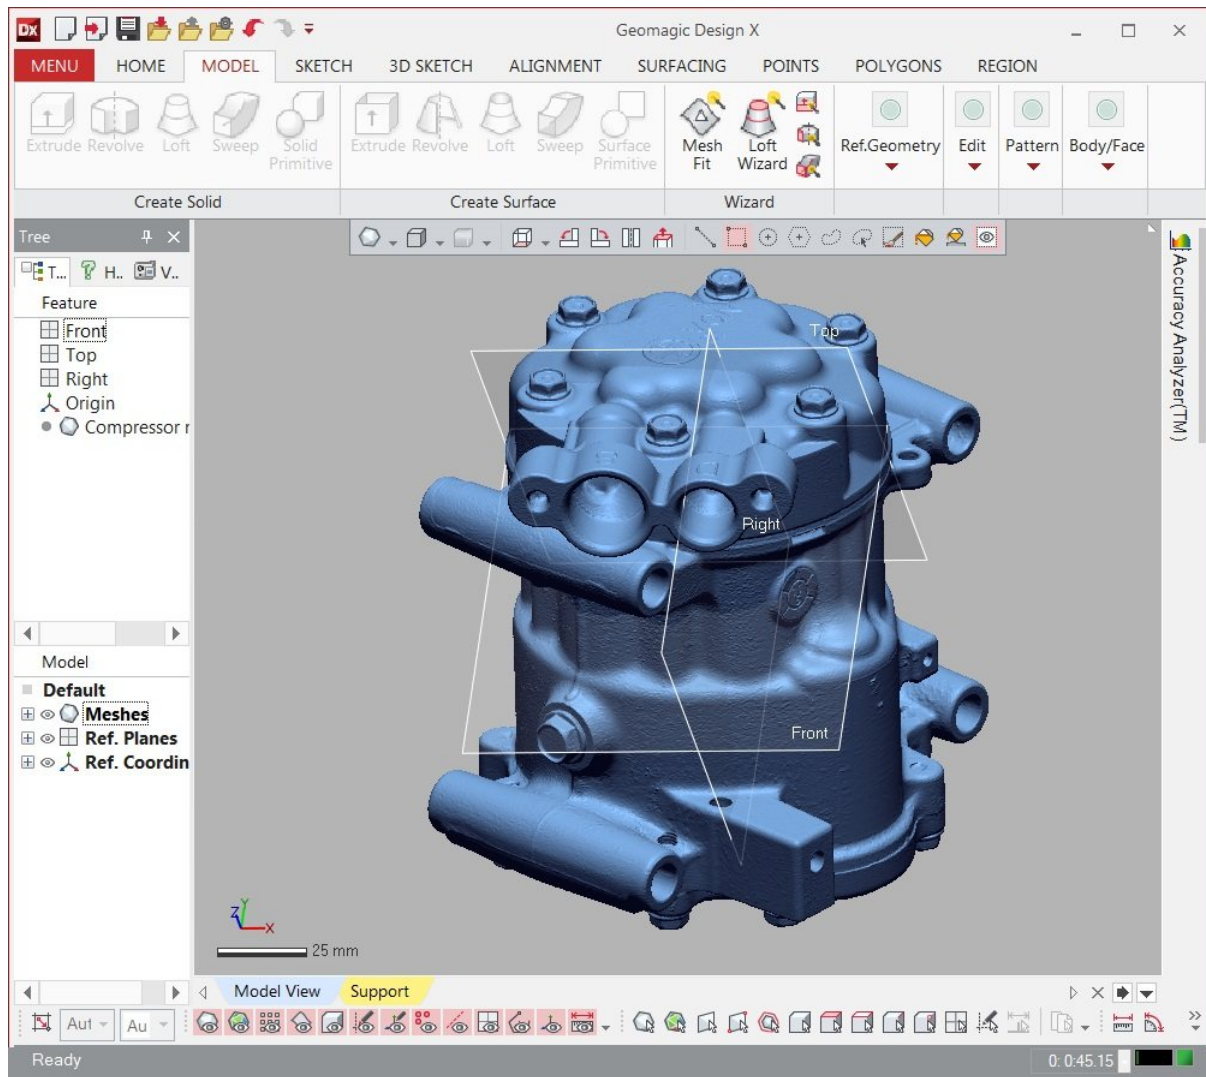 Dx
Geomagic Design X
MENU HOME MODEL SKETCH 3D SKETCH ALIGNMENT SURFACING POINTS POLYGONS REGION
Extrude Revolve Loft Sweep Solid Primitive
Extrude Revolve Loft Sweep Surface Primitive
Mesh Fit
Loft Wizard
Ref.Geometry
Edit
Pattern
Body/Face
Create Solid
Create Surface
Wizard
Tree
T... H.. V..
Feature
Front
Top
Right
Origin
Compressor r
Model
Default
Meshes
Ref. Planes
Ref. Coordin
Top
Right
Front
Z Y X
25 mm
Accuracy Analyzer(TM)
Model View
Support
Aut
Au
Ready
0: 0:45.15